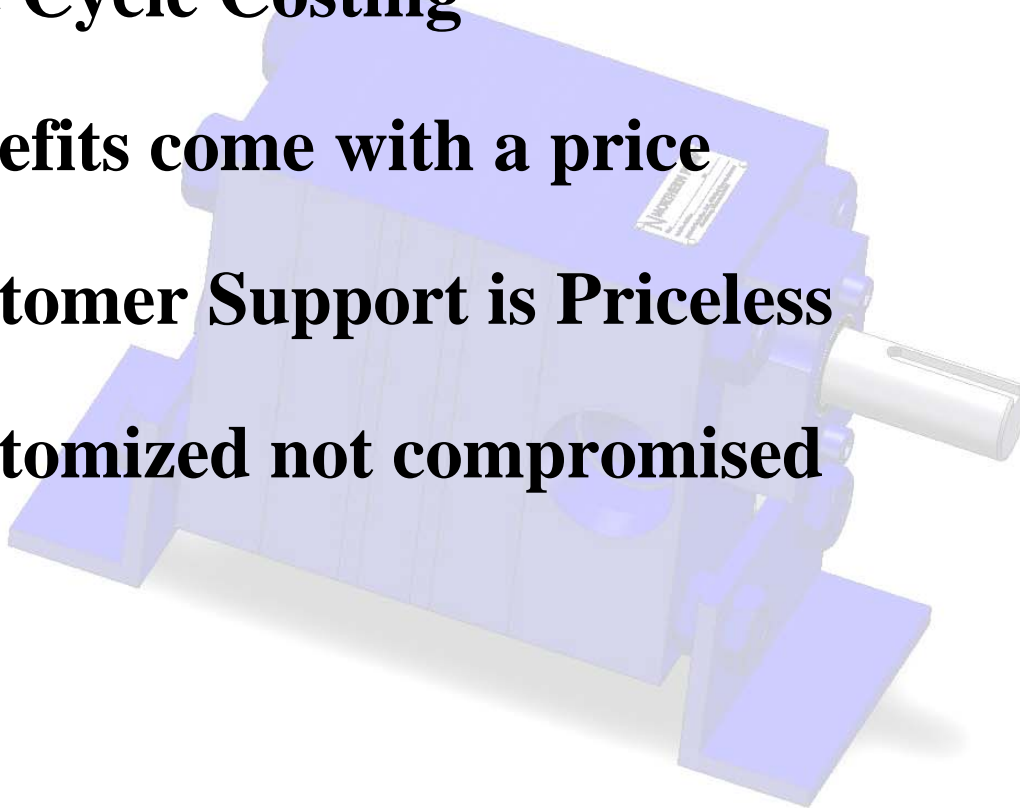 Cycle Costing
efits come with a price
tomer Support is Priceless
tomized not compromised